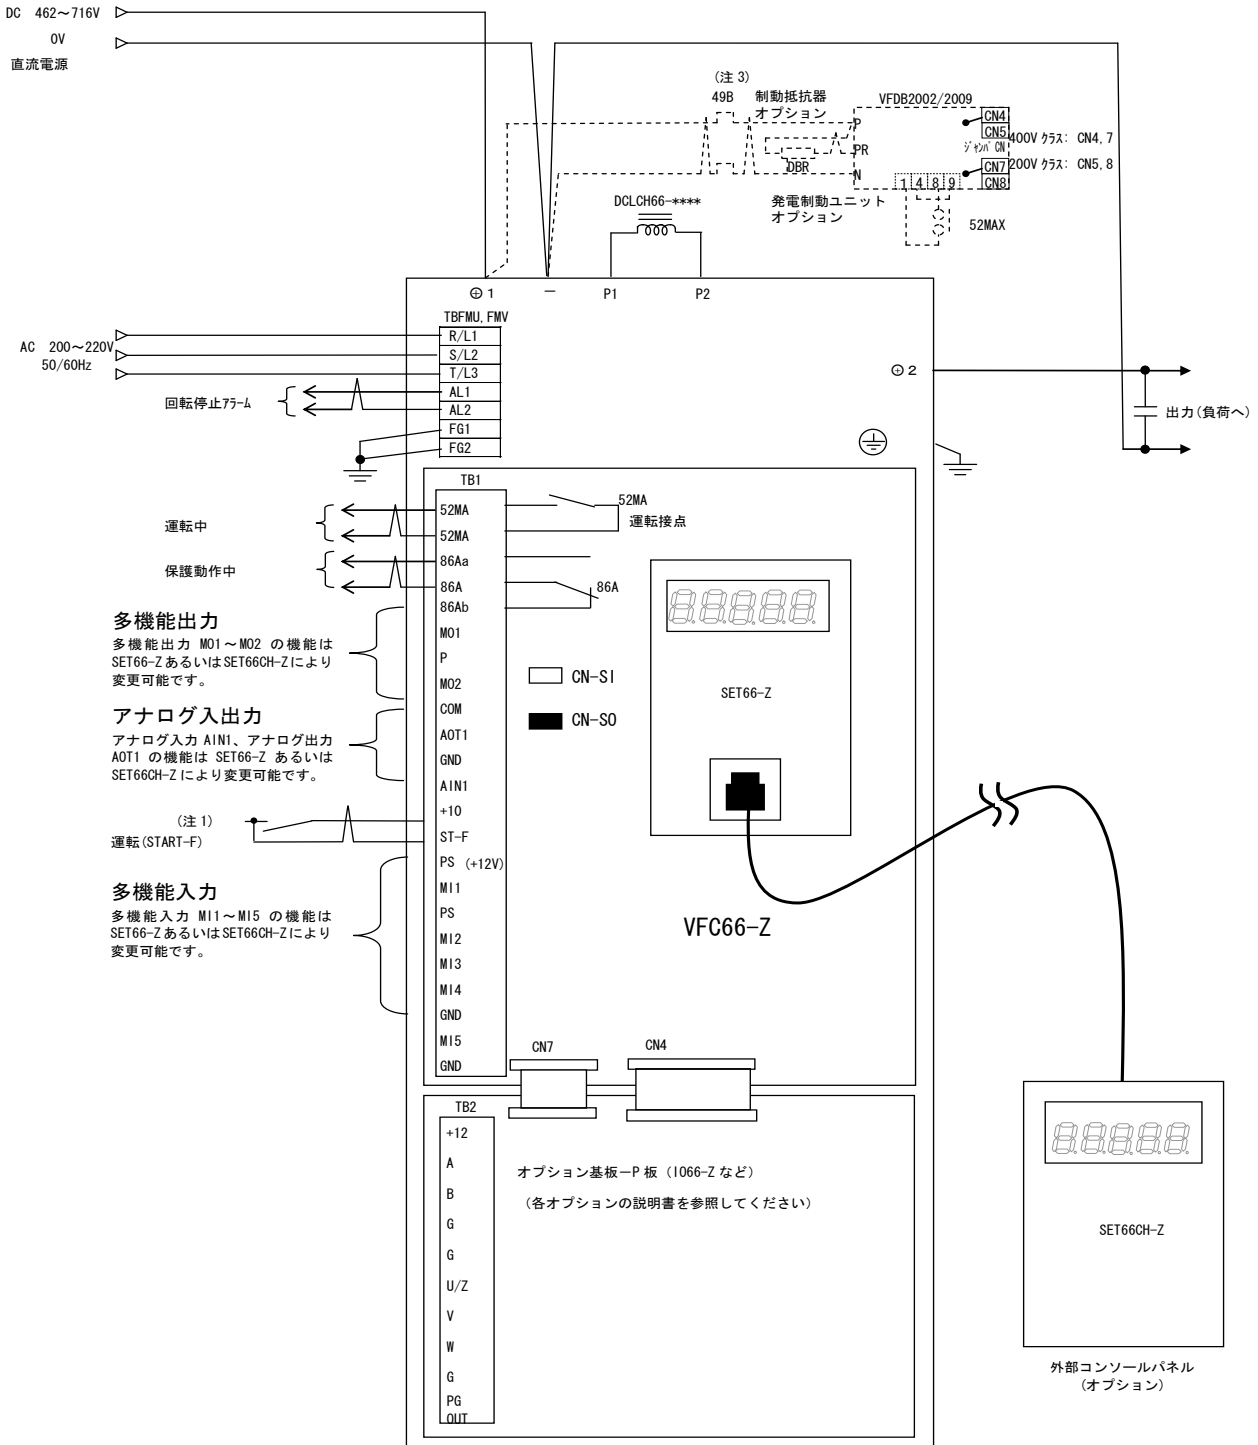 DC 462～716V
0V
直流電源
(注 3)
49B
制動抵抗器
オプション
VFDB2002/2009
P
PR
N
DBR
CN4
CN5
ジャンパ CN
CN7
CN8
400V クラス: CN4,7
200V クラス: CN5,8
1 4 8 9
発電制動ユニット
オプション
52MAX
DCLCH66-****
⊕1
－
P1
P2
TBFMU,FMV
R/L1
S/L2
T/L3
AL1
AL2
FG1
FG2
AC 200～220V
50/60Hz
回転停止ｱﾗｰﾑ
⊕2
出力(負荷へ)
TB1
52MA
52MA
86Aa
86A
86Ab
MO1
P
MO2
COM
AOT1
GND
AIN1
+10
ST-F
PS (+12V)
MI1
PS
MI2
MI3
MI4
GND
MI5
GND
52MA
運転接点
86A
運転中
保護動作中
多機能出力
多機能出力 MO1～MO2 の機能は
SET66-Zあるいは SET66CH-Zにより
変更可能です。
アナログ入出力
アナログ入力 AIN1、アナログ出力
AOT1 の機能は SET66-Z あるいは
SET66CH-Z により変更可能です。
(注 1)
運転(START-F)
多機能入力
多機能入力 MI1～MI5 の機能は
SET66-Zあるいは SET66CH-Zにより
変更可能です。
CN-SI
CN-SO
88888
SET66-Z
VFC66-Z
CN7
CN4
TB2
+12
A
B
G
G
U/Z
V
W
G
PG
OUT
オプション基板－P 板（IO66-Z など）
（各オプションの説明書を参照してください）
88888
SET66CH-Z
外部コンソールパネル
(オプション)